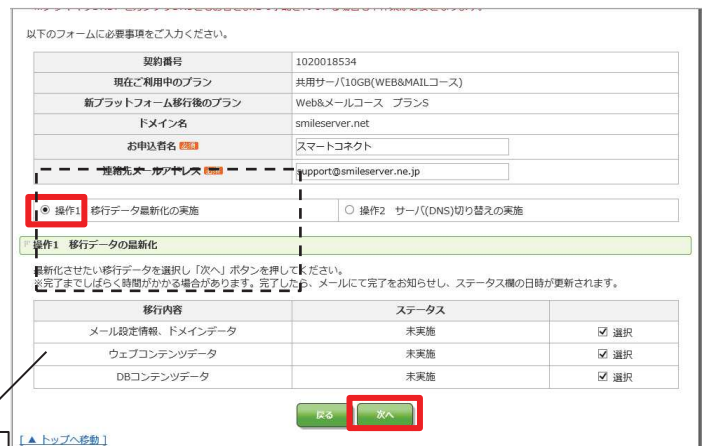 以下のフォームに必要事項をご入力ください。
契約番号 1020018534
現在ご利用中のプラン 共用サーバ10GB(WEB&MAILコース)
新プラットフォーム移行後のプラン Web&メールコース プランS
ドメイン名 smileserver.net
お申込者名 必須 スマートコネクト
連絡先メールアドレス 必須 support@smileserver.ne.jp
操作1 移行データ最新化の実施 操作2 サーバ(DNS)切り替えの実施
操作1 移行データの最新化
最新化させたい移行データを選択し「次へ」ボタンを押してください。
※完了までしばらく時間がかかる場合があります。完了したら、メールにて完了をお知らせし、ステータス欄の日時が更新されます。
移行内容 ステータス
メール設定情報、ドメインデータ 未実施 選択
ウェブコンテンツデータ 未実施 選択
DBコンテンツデータ 未実施 選択
戻る 次へ
[▲ トップへ移動]